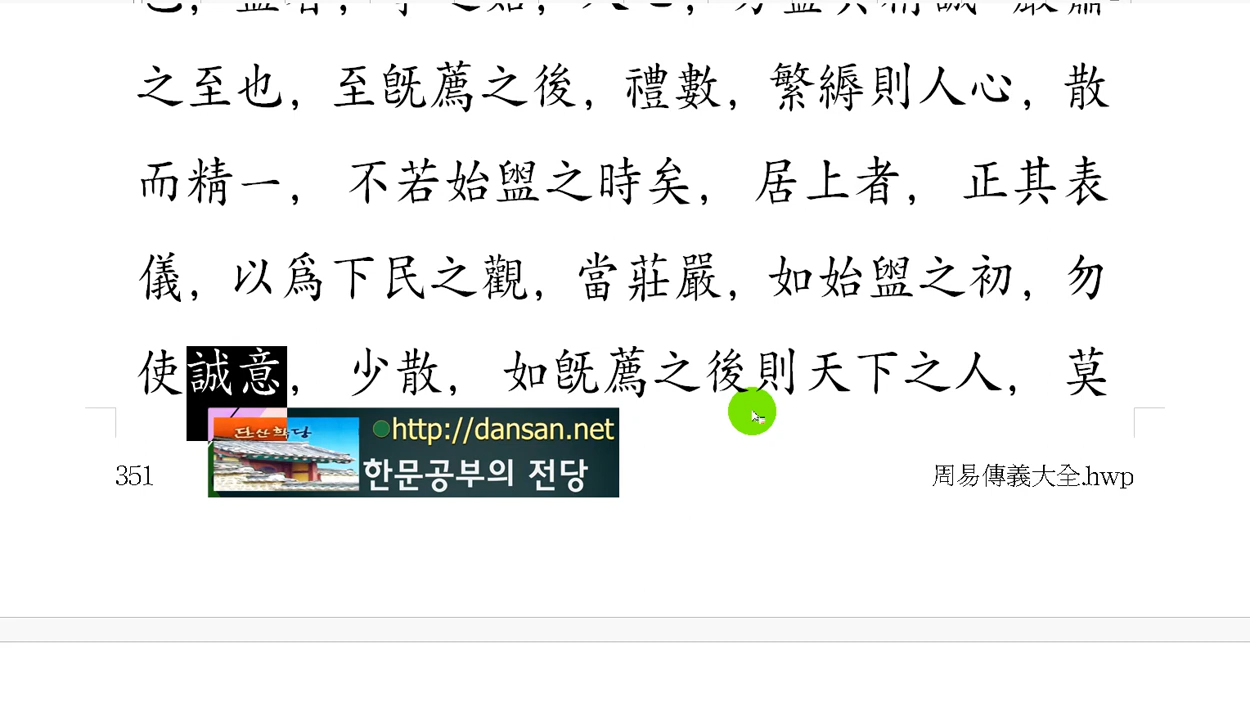 之至也, 至旣薦之後, 禮數, 繁縟則人心, 散
而精一, 不若始盥之時矣, 居上者, 正其表
儀, 以爲下民之觀, 當莊嚴, 如始盥之初, 勿
使誠意, 少散, 如旣薦之後則天下之人, 莫
단산학당
http://dansan.net
한문공부의 전당
351
周易傳義大全.hwp